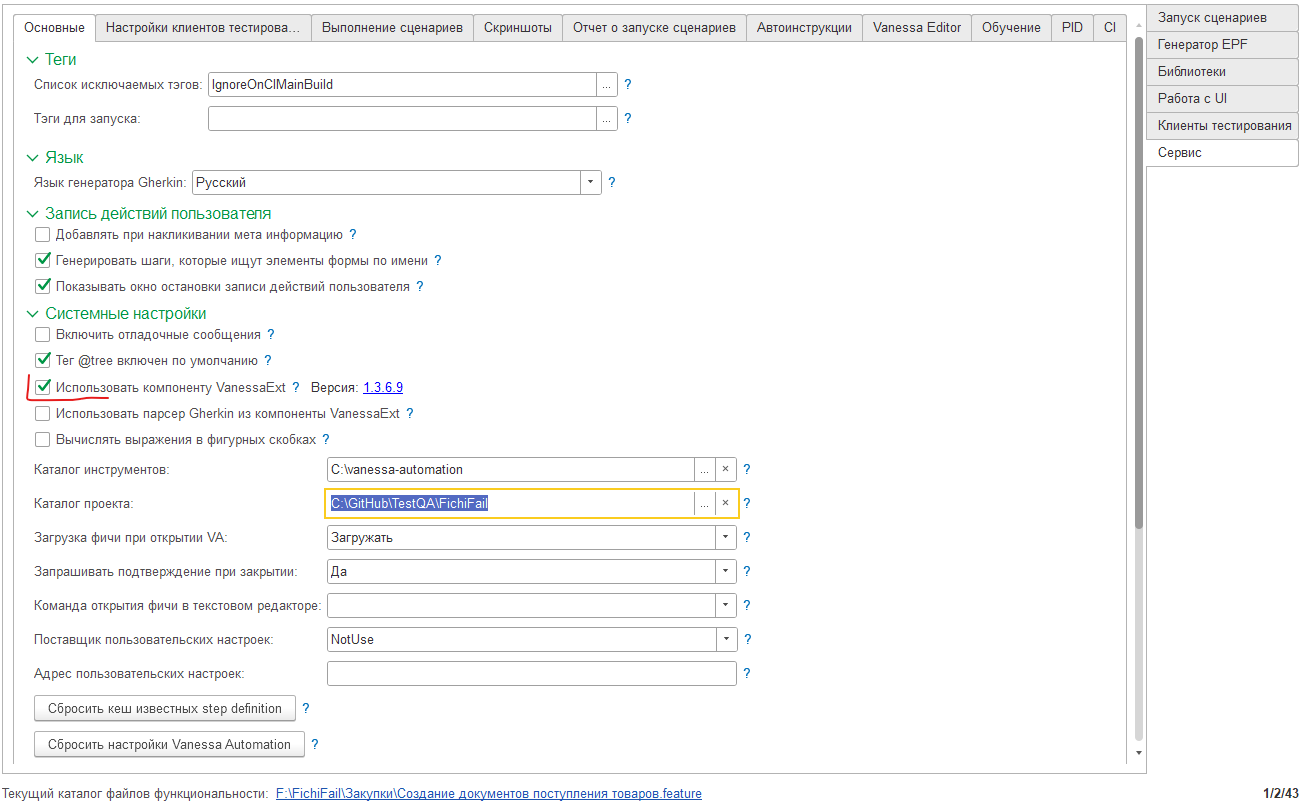 Основные Настройки клиентов тестирова... Выполнение сценариев Скриншоты Отчет о запуске сценариев Автоинструкции Vanessa Editor Обучение PID CI
Запуск сценариев
Генератор EPF
Библиотеки
Работа с UI
Клиенты тестирования
Сервис
Теги
Список исключаемых тэгов: IgnoreOnCIMainBuild ... ?
Тэги для запуска: ... ?
Язык
Язык генератора Gherkin: Русский ?
Запись действий пользователя
Добавлять при накликивании мета информацию ?
Генерировать шаги, которые ищут элементы формы по имени ?
Показывать окно остановки записи действий пользователя ?
Системные настройки
Включить отладочные сообщения ?
Тег @tree включен по умолчанию ?
Использовать компоненту VanessaExt ? Версия: 1.3.6.9
Использовать парсер Gherkin из компоненты VanessaExt ?
Вычислять выражения в фигурных скобках ?
Каталог инструментов: C:\vanessa-automation ... × ?
Каталог проекта: C:\GitHub\TestQA\FichiFail ... × ?
Загрузка фичи при открытии VA: Загружать ?
Запрашивать подтверждение при закрытии: Да ?
Команда открытия фичи в текстовом редакторе: ?
Поставщик пользовательских настроек: NotUse ?
Адрес пользовательских настроек: ?
Сбросить кеш известных step definition ?
Сбросить настройки Vanessa Automation ?
Текущий каталог файлов функциональности: F:\FichiFail\Закупки\Создание документов поступления товаров.feature 1/2/43